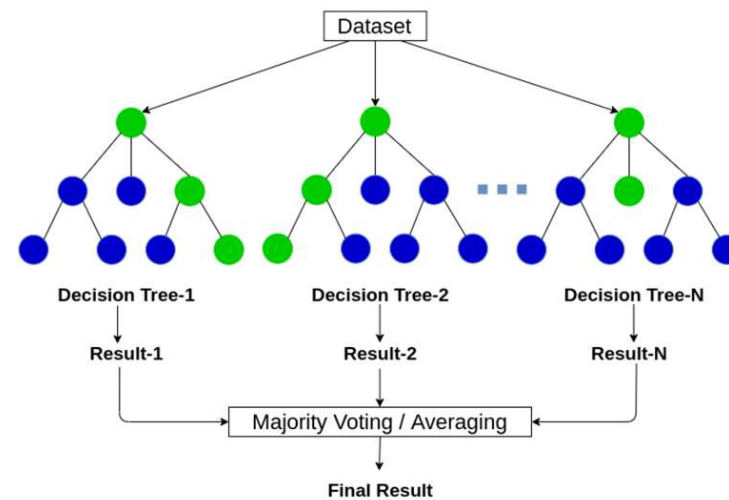 Dataset
Decision Tree-1
Decision Tree-2
Decision Tree-N
Result-1
Result-2
Result-N
Majority Voting / Averaging
Final Result